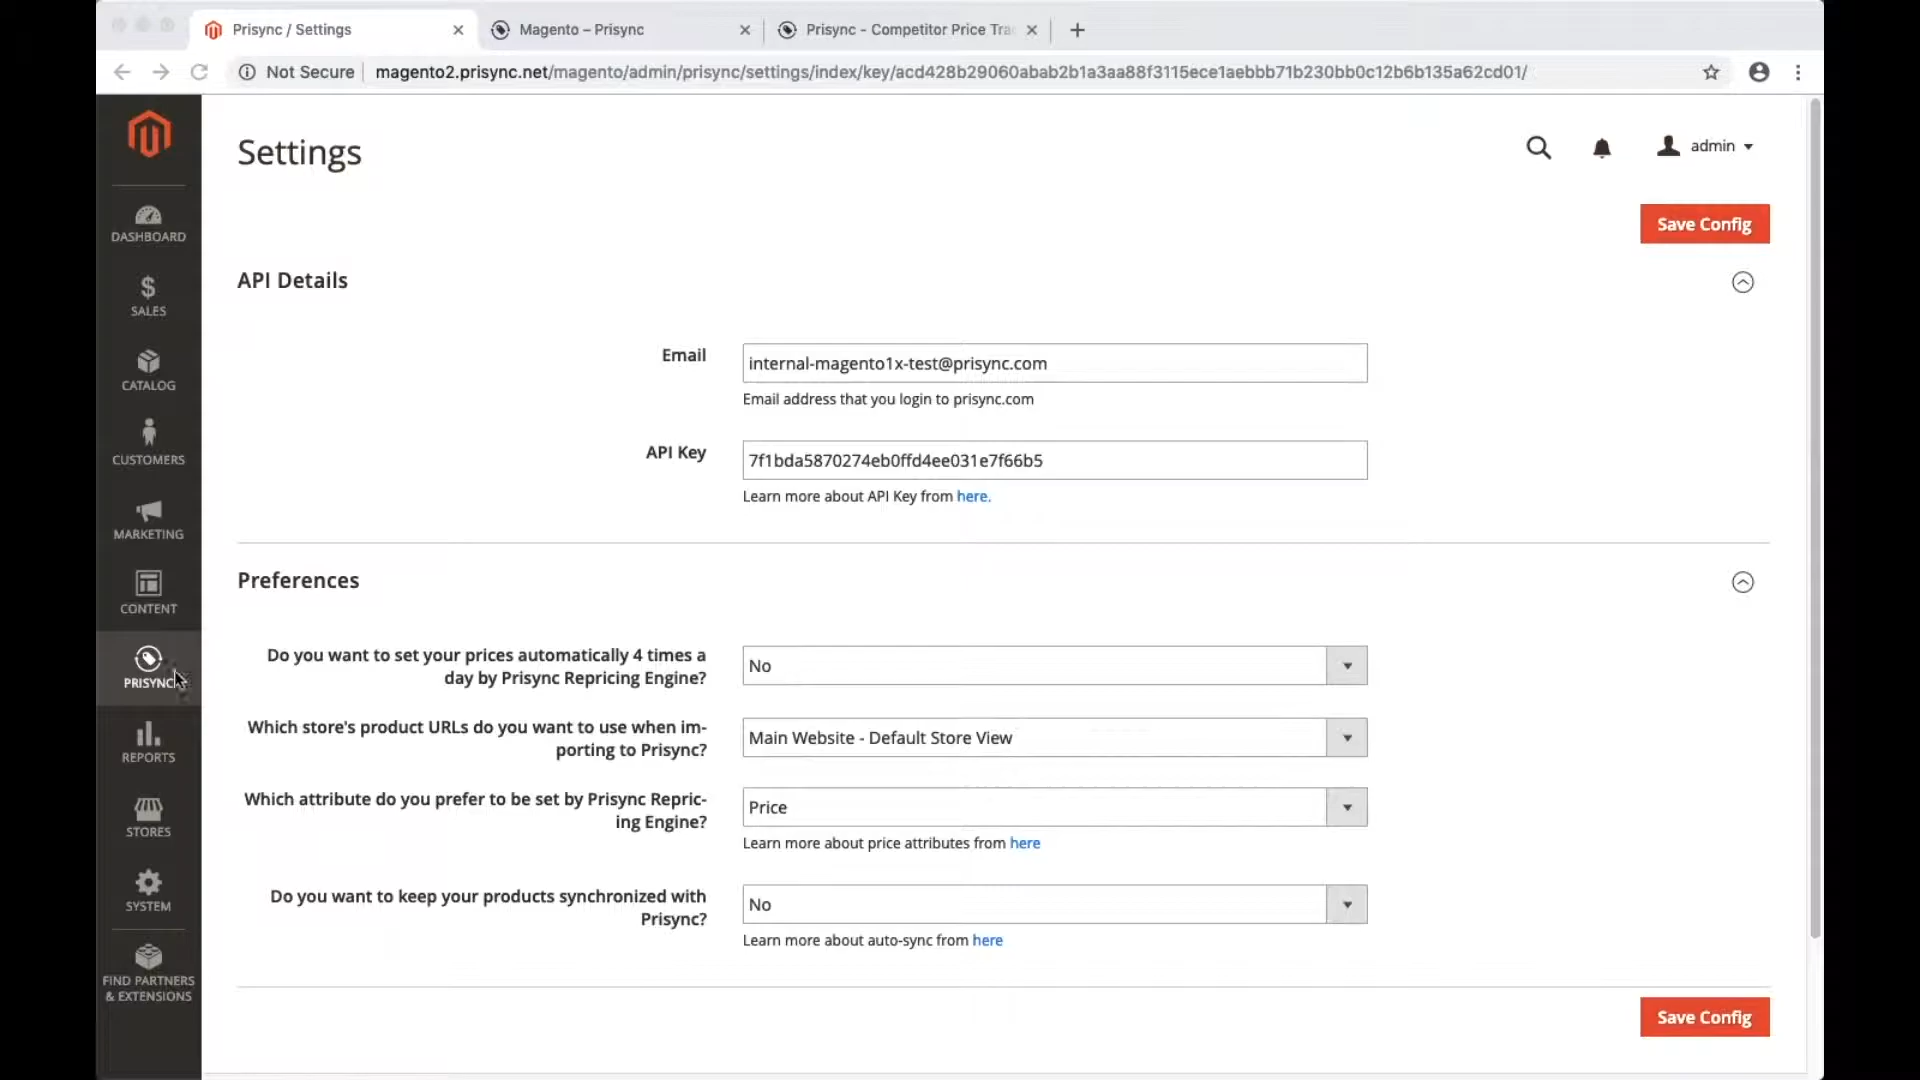 Prisync / Settings
Magento – Prisync
Prisync - Competitor Price Tra
Not Secure
magento2.prisync.net/magento/admin/prisync/settings/index/key/acd428b29060abab2b1a3aa88f3115ece1aebbb71b230bb0c12b6b135a62cd01/
Settings
admin
Save Config
DASHBOARD
SALES
CATALOG
CUSTOMERS
MARKETING
CONTENT
PRISYNC
REPORTS
STORES
SYSTEM
FIND PARTNERS
& EXTENSIONS
API Details
Email
internal-magento1x-test@prisync.com
Email address that you login to prisync.com
API Key
7f1bda5870274eb0ffd4ee031e7f66b5
Learn more about API Key from here.
Preferences
Do you want to set your prices automatically 4 times a
day by Prisync Repricing Engine?
No
Which store's product URLs do you want to use when im-
porting to Prisync?
Main Website - Default Store View
Which attribute do you prefer to be set by Prisync Repric-
ing Engine?
Price
Learn more about price attributes from here
Do you want to keep your products synchronized with
Prisync?
No
Learn more about auto-sync from here
Save Config